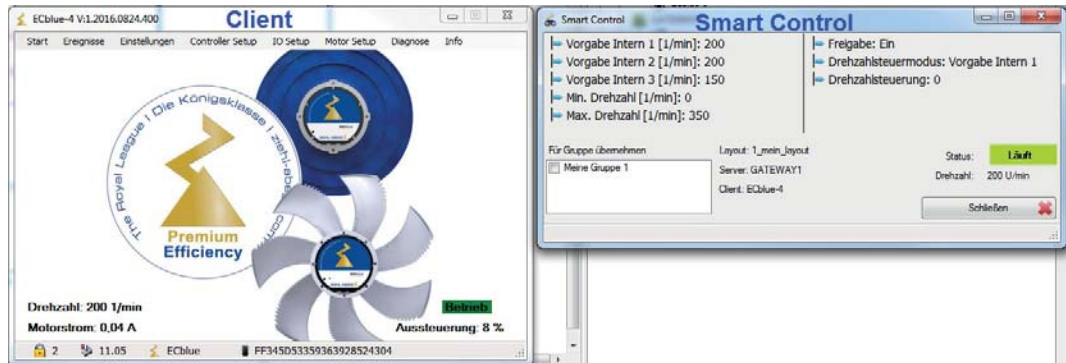 ECblue-4 V:1.2016.0824.400
Client
Start Ereignisse Einstellungen Controller Setup IO Setup Motor Setup Diagnose Info
The Royal League | Die Königsklasse | ziehl-abe
com
Premium
Efficiency
Drehzahl: 200 1/min
Betrieb
Motorstrom: 0,04 A
Aussteuerung: 8 %
2 11.05 ECblue FF345D53359363928524304
Smart Control
Smart Control
Vorgabe Intern 1 [1/min]: 200
Vorgabe Intern 2 [1/min]: 200
Vorgabe Intern 3 [1/min]: 150
Min. Drehzahl [1/min]: 0
Max. Drehzahl [1/min]: 350
Freigabe: Ein
Drehzahlsteuermodus: Vorgabe Intern 1
Drehzahlsteuerung: 0
Für Gruppe übernehmen
Meine Gruppe 1
Layout: 1_mein_layout
Server: GATEWAY1
Client: ECblue-4
Status: Läuft
Drehzahl: 200 U/min
Schließen